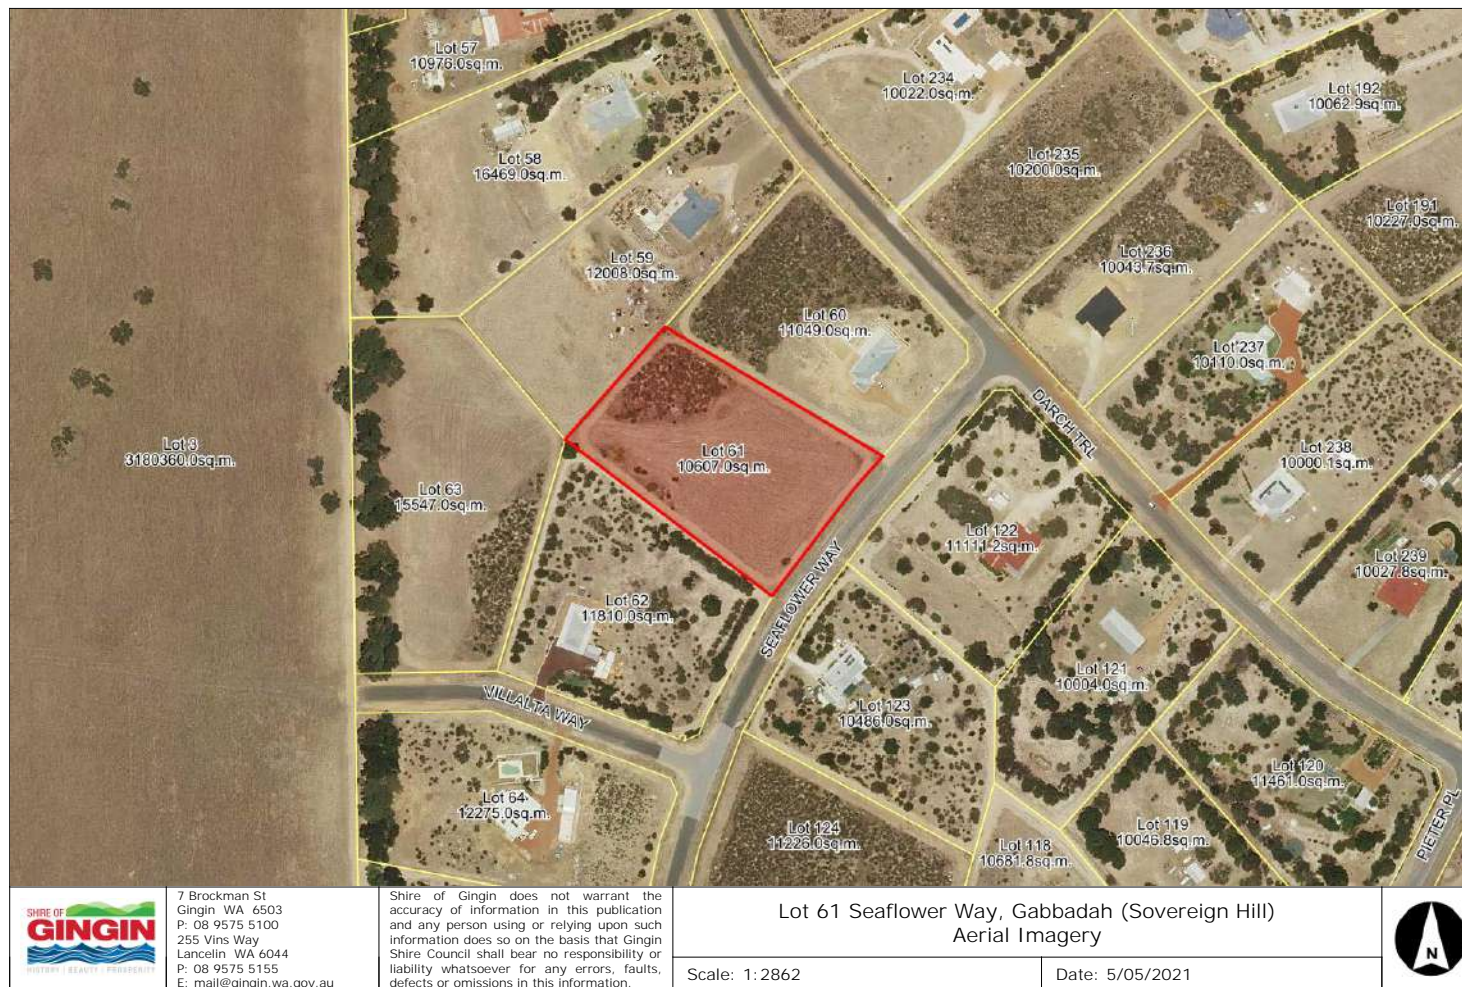 Lot 57
10976.0sq.m.
Lot 234
10022.0sq.m.
Lot 192
10062.9sq.m.
Lot 58
16469.0sq.m.
Lot 235
10200.0sq.m.
Lot 191
10227.0sq.m.
Lot 59
12008.0sq.m.
Lot 236
10043.7sq.m.
Lot 60
11049.0sq.m.
Lot 237
10110.0sq.m.
DARCH TRL
Lot 3
3180360.0sq.m.
Lot 61
10607.0sq.m.
Lot 238
10000.1sq.m.
Lot 63
15547.0sq.m.
Lot 122
11111.2sq.m.
Lot 239
10027.8sq.m.
SEAFLOWER WAY
Lot 62
11810.0sq.m.
Lot 121
10004.0sq.m.
VILLALTA WAY
Lot 123
10486.0sq.m.
Lot 120
11461.0sq.m.
Lot 64
12275.0sq.m.
Lot 124
11226.0sq.m.
Lot 118
10681.8sq.m.
Lot 119
10046.8sq.m.
PIETER PL
SHIRE OF
GINGIN
HISTORY | BEAUTY | PROSPERITY
7 Brockman St
Gingin WA 6503
P: 08 9575 5100
255 Vins Way
Lancelin WA 6044
P: 08 9575 5155
E: mail@gingin.wa.gov.au
Shire of Gingin does not warrant the
accuracy of information in this publication
and any person using or relying upon such
information does so on the basis that Gingin
Shire Council shall bear no responsibility or
liability whatsoever for any errors, faults,
defects or omissions in this information.
Lot 61 Seaflower Way, Gabbadah (Sovereign Hill)
Aerial Imagery
Scale: 1:2862
Date: 5/05/2021
N